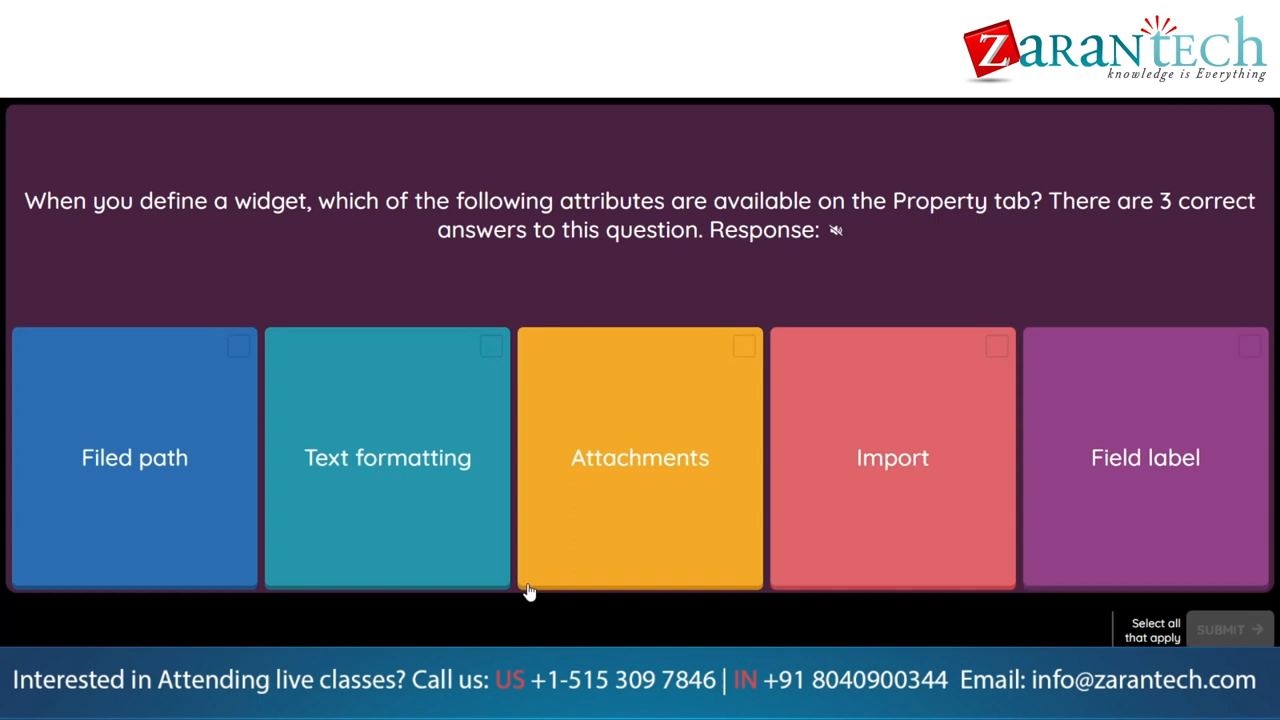 ZARANTECH
knowledge is Everything
When you define a widget, which of the following attributes are available on the Property tab? There are 3 correct
answers to this question. Response:
Filed path
Text formatting
Attachments
Import
Field label
Select all
that apply
SUBMIT →
Interested in Attending live classes? Call us: US +1-515 309 7846 | IN +91 8040900344 Email: info@zarantech.com